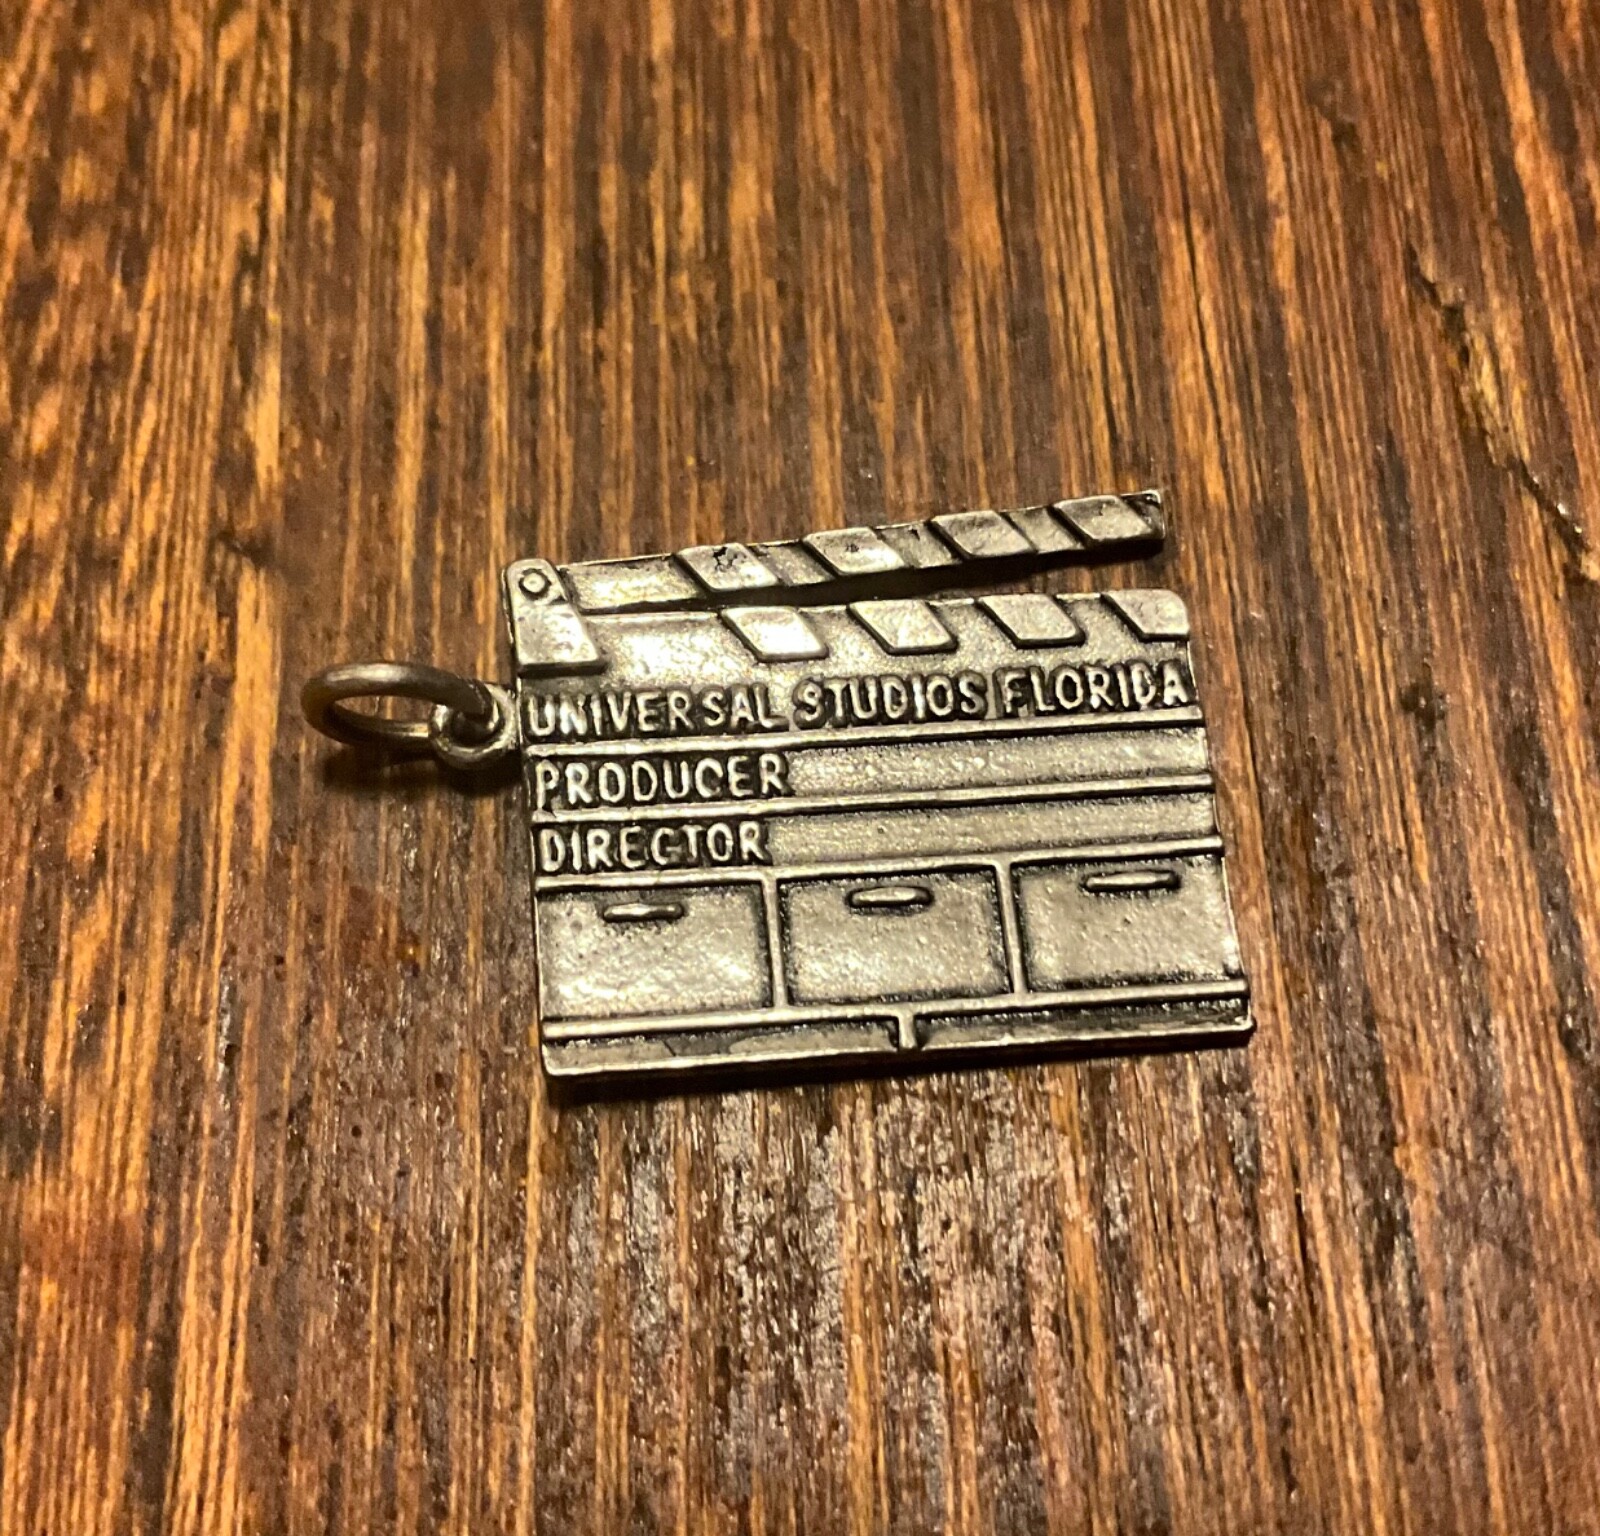 UNIVERSAL STUDIOS FLORIDA
PRODUCER
DIRECTOR